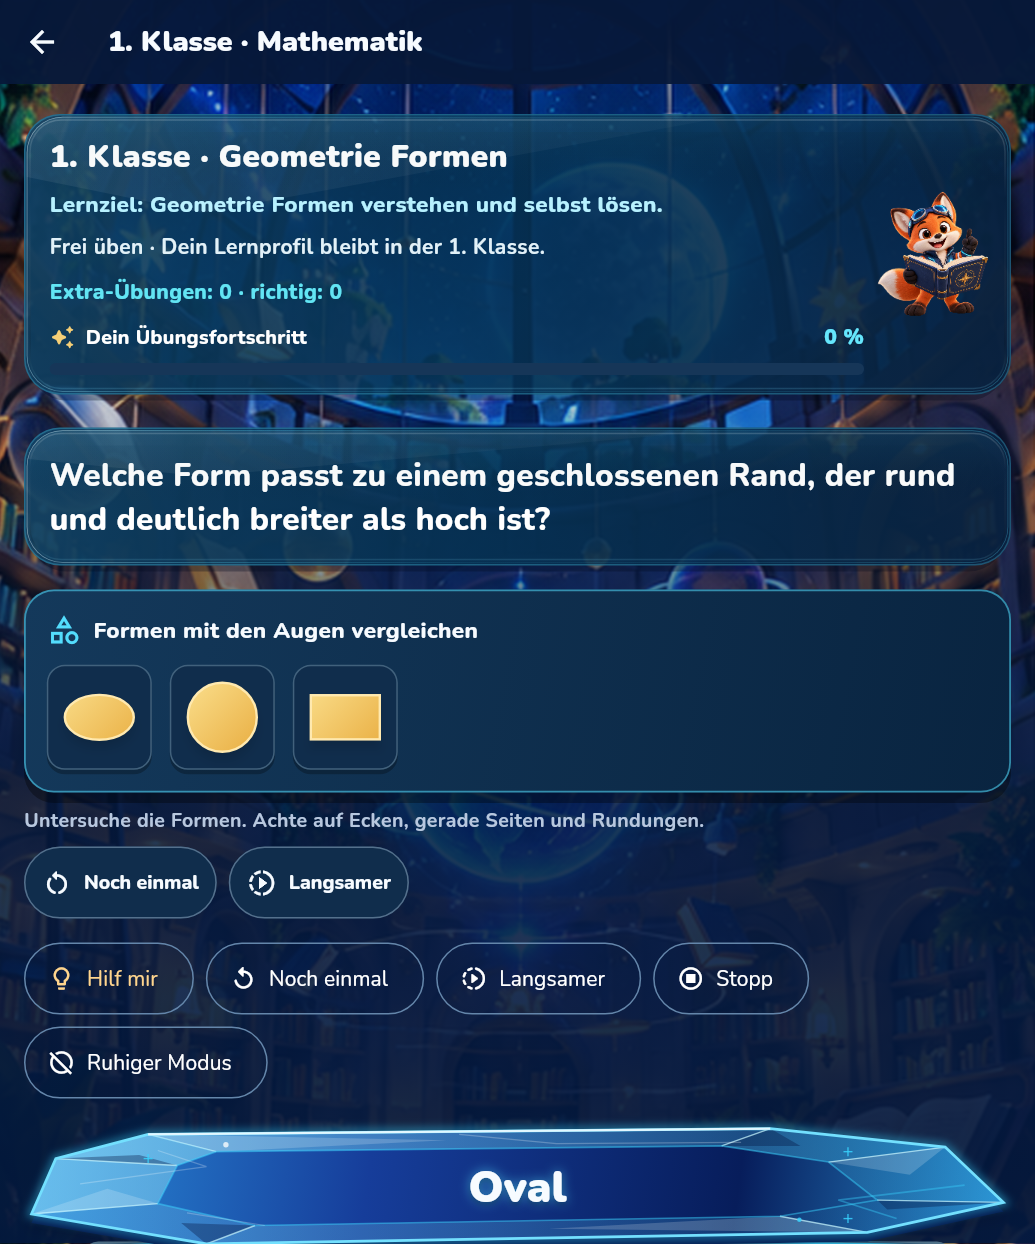 1. Klasse · Mathematik
1. Klasse · Geometrie Formen
Lernziel: Geometrie Formen verstehen und selbst lösen.
Frei üben · Dein Lernprofil bleibt in der 1. Klasse.
Extra-Übungen: 0 · richtig: 0
Dein Übungsfortschritt 0 %
Welche Form passt zu einem geschlossenen Rand, der rund
und deutlich breiter als hoch ist?
Formen mit den Augen vergleichen
Untersuche die Formen. Achte auf Ecken, gerade Seiten und Rundungen.
Noch einmal Langsamer
Hilf mir Noch einmal Langsamer Stopp
Ruhiger Modus
Oval